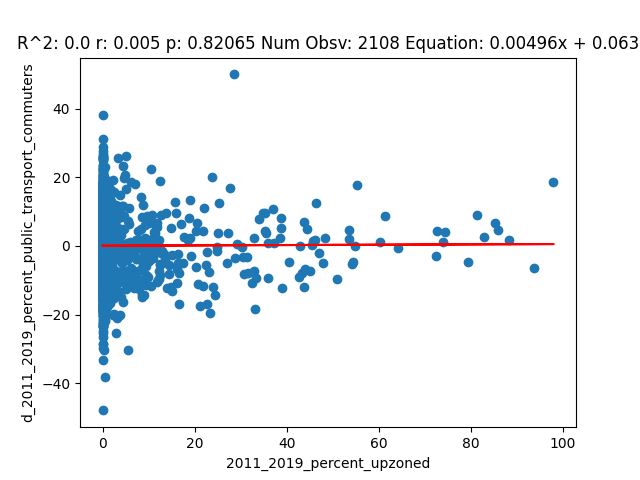 R^2: 0.0 r: 0.005 p: 0.82065 Num Obsv: 2108 Equation: 0.00496x + 0.063
d_2011_2019_percent_public_transport_commuters
40
20
0
−20
−40
0 20 40 60 80 100
2011_2019_percent_upzoned